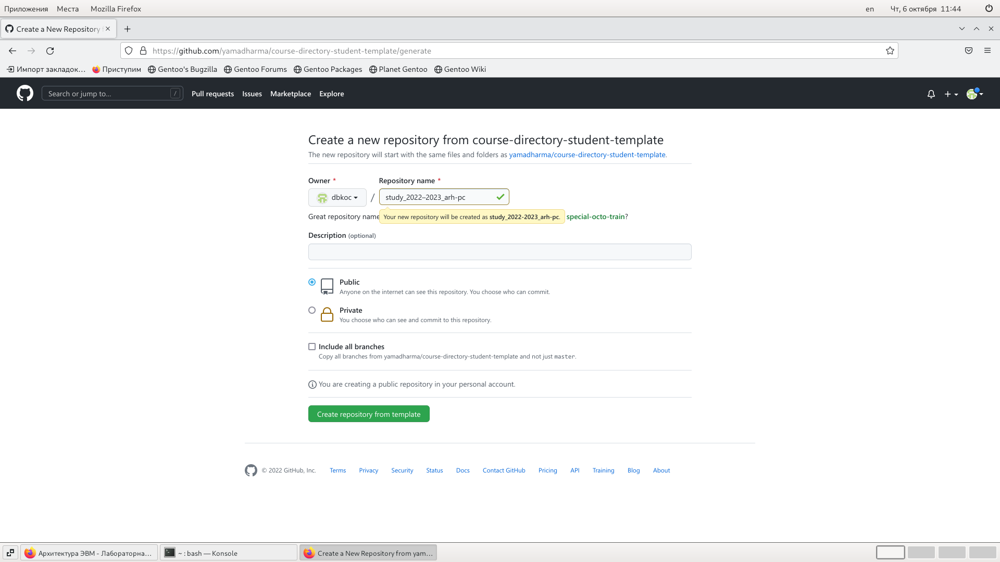 Приложения Места Mozilla Firefox en Чт, 6 октября 11:44
Create a New Repository
https://github.com/yamadharma/course-directory-student-template/generate
Импорт закладок… Приступим Gentoo's Bugzilla Gentoo Forums Gentoo Packages Planet Gentoo Gentoo Wiki
Search or jump to… / Pull requests Issues Marketplace Explore
Create a new repository from course-directory-student-template
The new repository will start with the same files and folders as yamadharma/course-directory-student-template.
Owner * Repository name *
dbkoc / study_2022–2023_arh-pc
Great repository name Your new repository will be created as study_2022-2023_arh-pc. special-octo-train?
Description (optional)
Public
Anyone on the internet can see this repository. You choose who can commit.
Private
You choose who can see and commit to this repository.
Include all branches
Copy all branches from yamadharma/course-directory-student-template and not just master.
You are creating a public repository in your personal account.
Create repository from template
© 2022 GitHub, Inc. Terms Privacy Security Status Docs Contact GitHub Pricing API Training Blog About
Архитектура ЭВМ - Лабораторна… ~ : bash — Konsole Create a New Repository from yam…